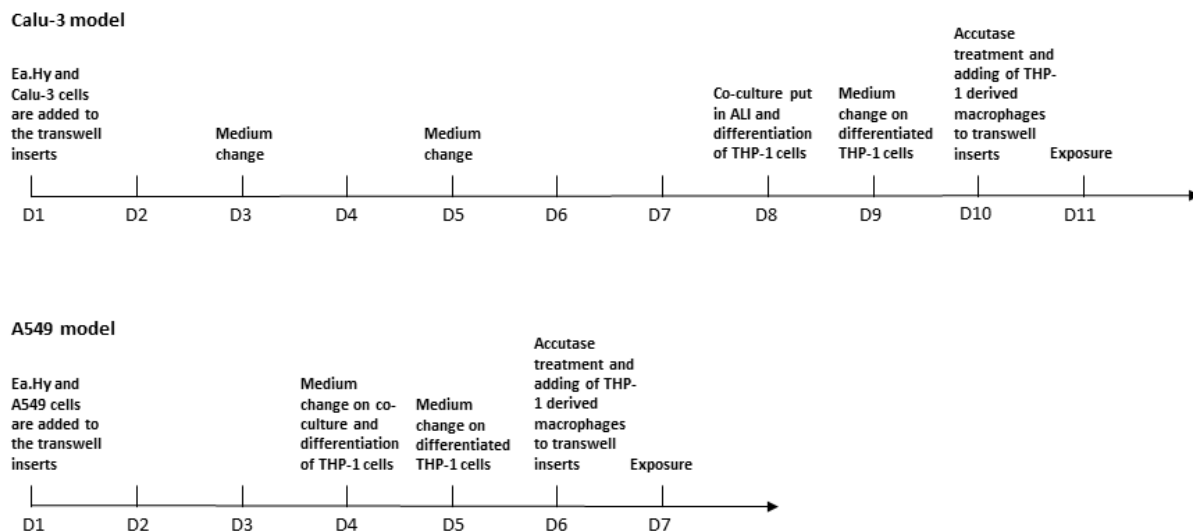 Calu-3 model
Ea.Hy and
Calu-3 cells
are added to
the transwell
inserts
Medium
change
Medium
change
Co-culture put
in ALI and
differentiation
of THP-1 cells
Medium
change on
differentiated
THP-1 cells
Accutase
treatment and
adding of THP-
1 derived
macrophages
to transwell
inserts
Exposure
D1 D2 D3 D4 D5 D6 D7 D8 D9 D10 D11
A549 model
Ea.Hy and
A549 cells
are added to
the transwell
inserts
Medium
change on co-
culture and
differentiation
of THP-1 cells
Medium
change on
differentiated
THP-1 cells
Accutase
treatment and
adding of THP-
1 derived
macrophages
to transwell
inserts
Exposure
D1 D2 D3 D4 D5 D6 D7